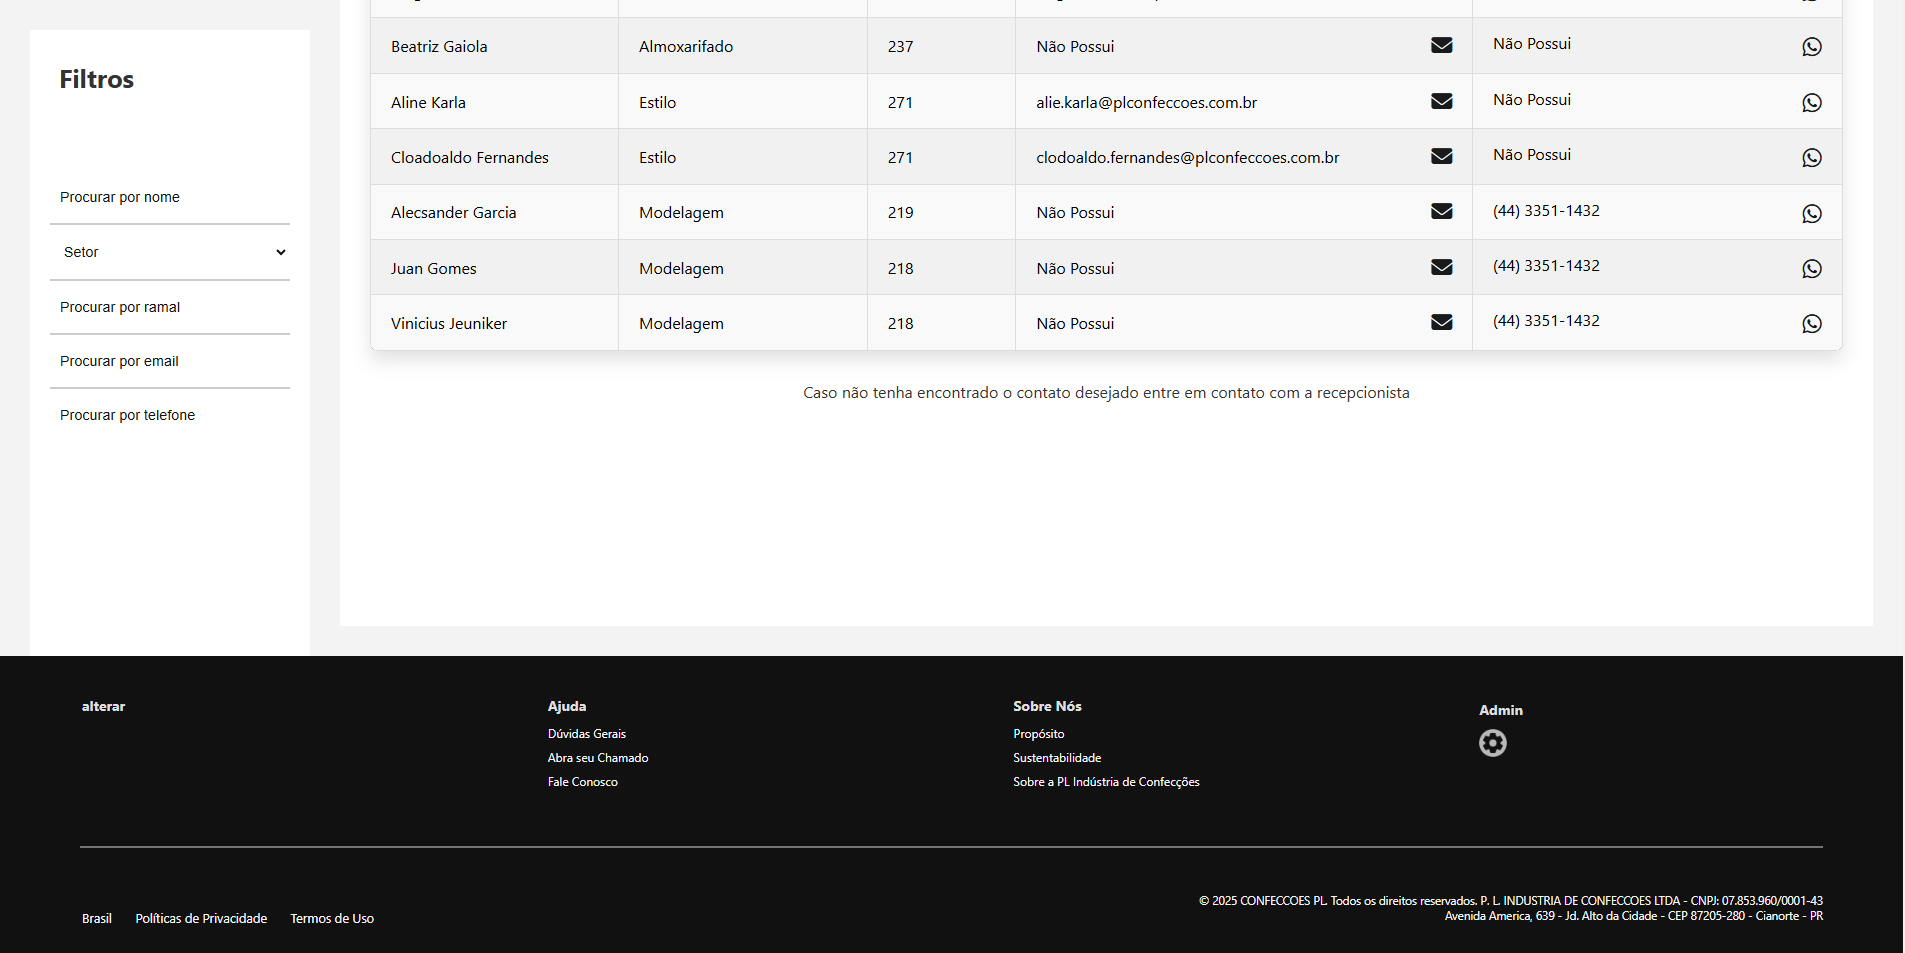 Filtros
Procurar por nome
Setor
Procurar por ramal
Procurar por email
Procurar por telefone
Beatriz Gaiola Almoxarifado 237 Não Possui Não Possui
Aline Karla Estilo 271 alie.karla@plconfeccoes.com.br Não Possui
Cloadoaldo Fernandes Estilo 271 clodoaldo.fernandes@plconfeccoes.com.br Não Possui
Alecsander Garcia Modelagem 219 Não Possui (44) 3351-1432
Juan Gomes Modelagem 218 Não Possui (44) 3351-1432
Vinicius Jeuniker Modelagem 218 Não Possui (44) 3351-1432
Caso não tenha encontrado o contato desejado entre em contato com a recepcionista
alterar
Ajuda
Dúvidas Gerais
Abra seu Chamado
Fale Conosco
Sobre Nós
Propósito
Sustentabilidade
Sobre a PL Indústria de Confecções
Admin
Brasil Políticas de Privacidade Termos de Uso
© 2025 CONFECCOES PL. Todos os direitos reservados. P. L. INDUSTRIA DE CONFECCOES LTDA - CNPJ: 07.853.960/0001-43
Avenida America, 639 - Jd. Alto da Cidade - CEP 87205-280 - Cianorte - PR